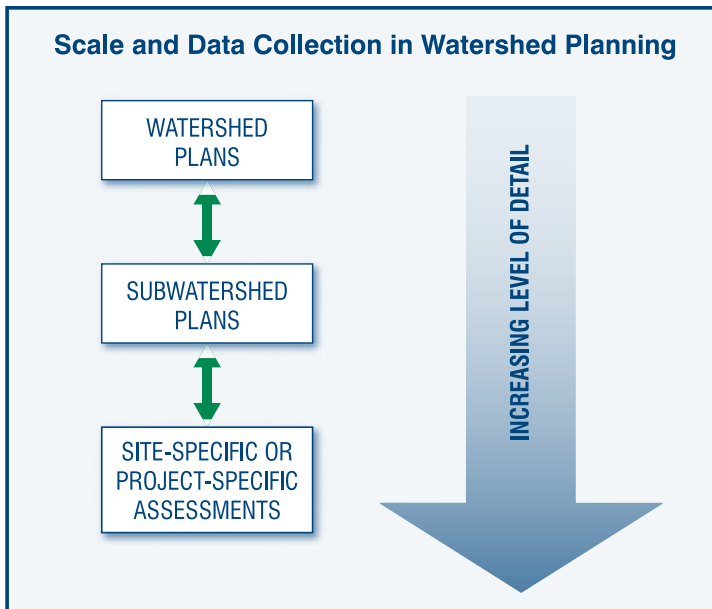 Scale and Data Collection in Watershed Planning
WATERSHED
PLANS
SUBWATERSHED
PLANS
SITE-SPECIFIC OR
PROJECT-SPECIFIC
ASSESSMENTS
INCREASING LEVEL OF DETAIL